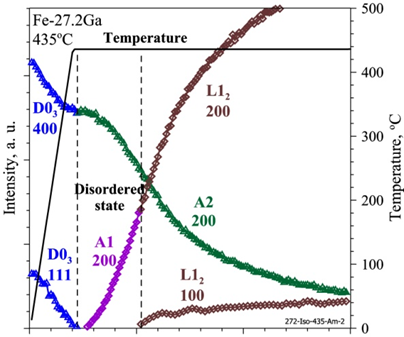 Fe-27.2Ga
435ºC
Temperature
500
400
300
200
100
0
Intensity, a. u.
Temperature, ºC
D0₃
400
L1₂
200
Disordered
state
A2
200
A1
200
D0₃
111
L1₂
100
272-Iso-435-Am-2